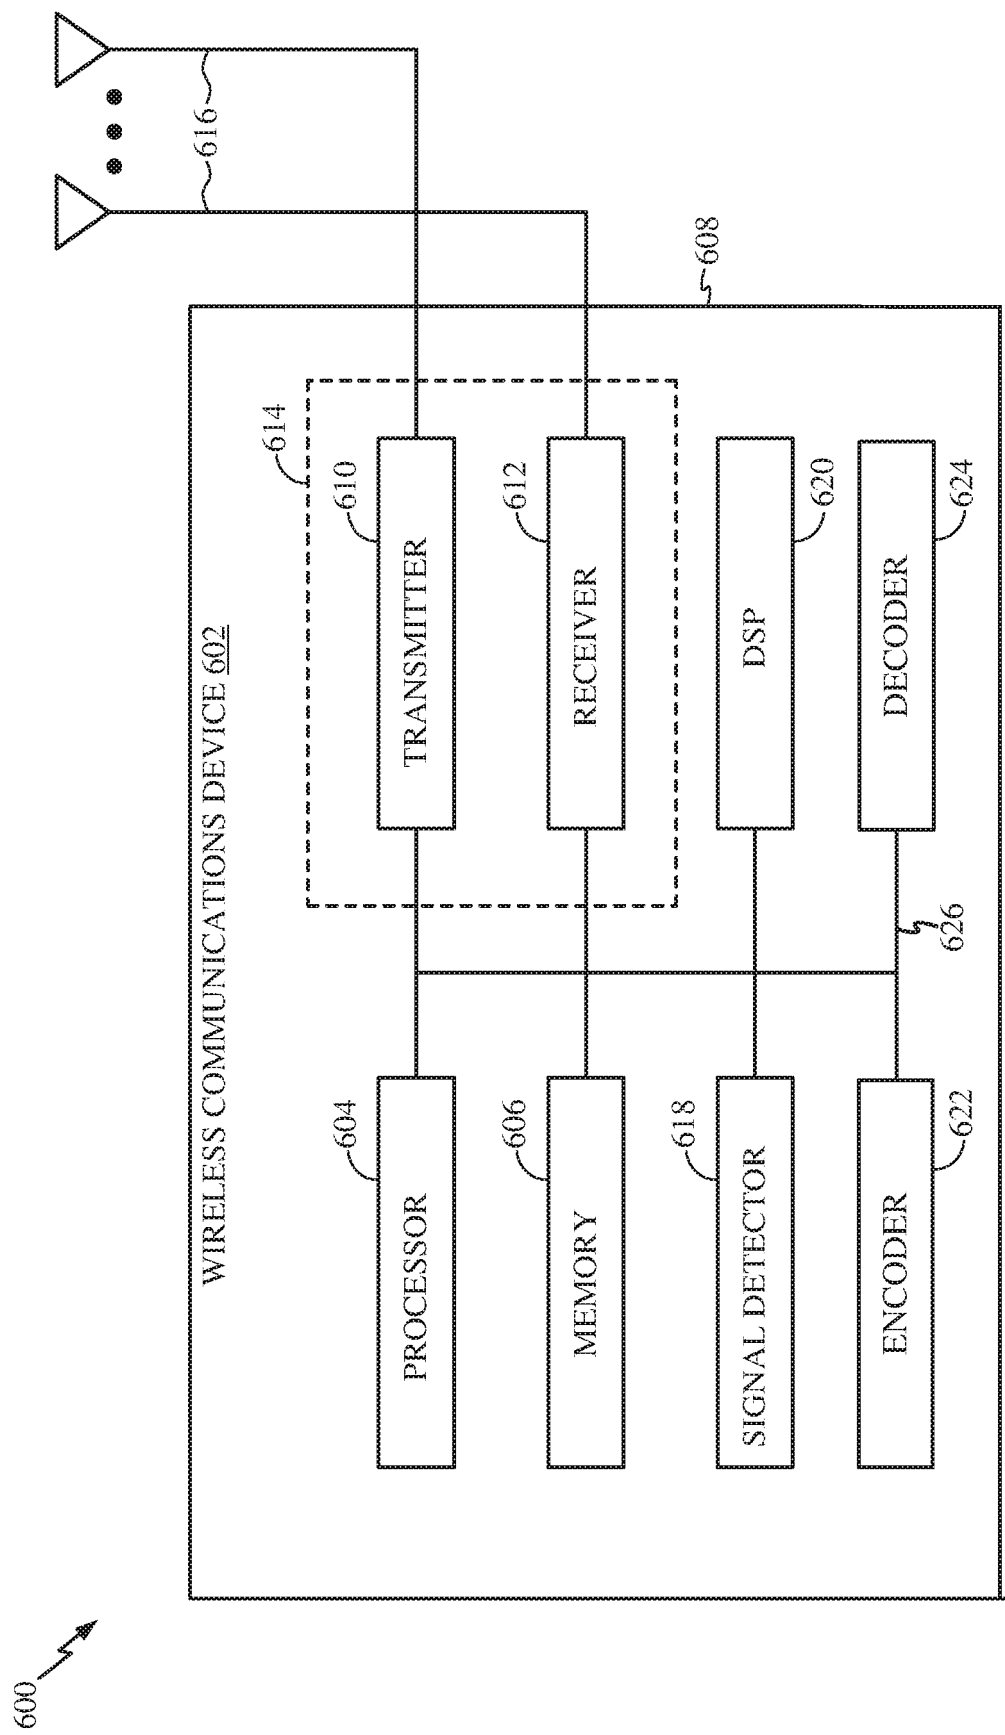 600
WIRELESS COMMUNICATIONS DEVICE 602
616
614
608
604
PROCESSOR
610
TRANSMITTER
606
MEMORY
612
RECEIVER
618
SIGNAL DETECTOR
620
DSP
ENCODER
622
DECODER
624
626